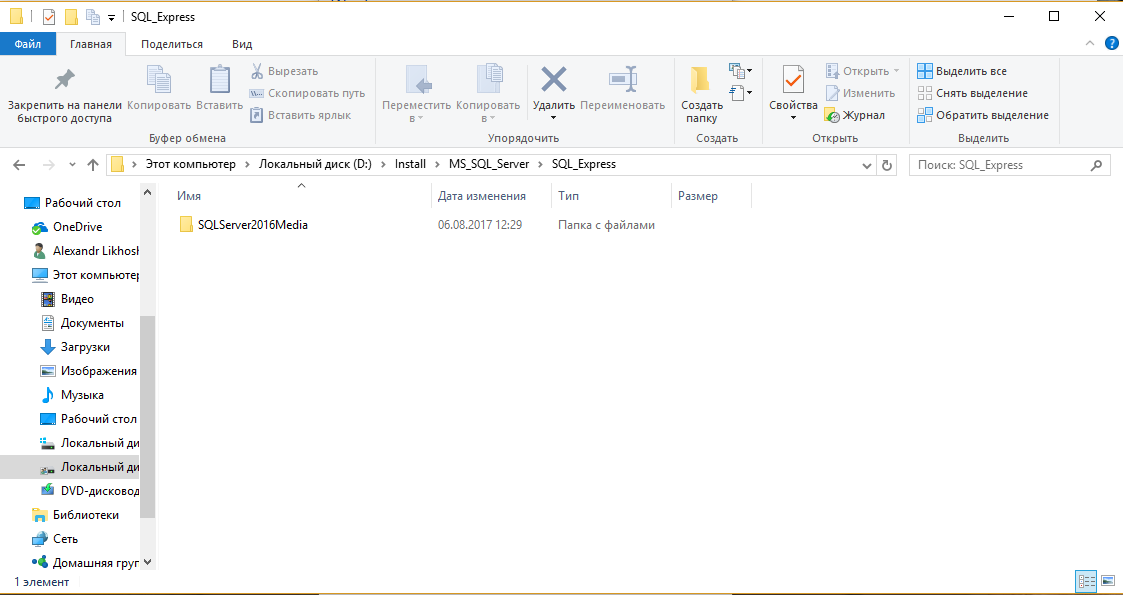 SQL_Express
Файл
Главная
Поделиться
Вид
Закрепить на панели
быстрого доступа
Копировать
Вставить
Вырезать
Скопировать путь
Вставить ярлык
Буфер обмена
Переместить
в
Копировать
в
Удалить
Переименовать
Упорядочить
Создать
папку
Создать
Свойства
Открыть
Изменить
Журнал
Открыть
Выделить все
Снять выделение
Обратить выделение
Выделить
Этот компьютер > Локальный диск (D:) > Install > MS_SQL_Server > SQL_Express
Поиск: SQL_Express
Имя
Дата изменения
Тип
Размер
SQLServer2016Media
06.08.2017 12:29
Папка с файлами
Рабочий стол
OneDrive
Alexandr Likhosh
Этот компьютер
Видео
Документы
Загрузки
Изображения
Музыка
Рабочий стол
Локальный ди
Локальный ди
DVD-дисковод
Библиотеки
Сеть
Домашняя груп
1 элемент